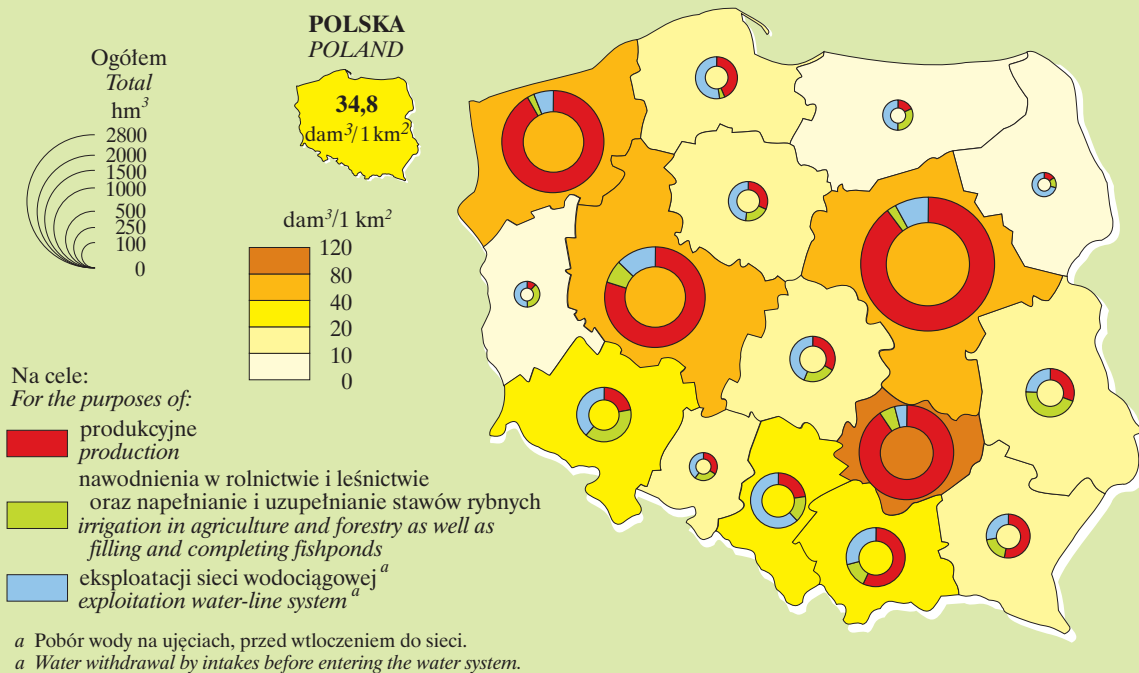 POLSKA
POLAND
34,8
dam³/1 km²
Ogółem
Total
hm³
2800
2000
1500
1000
500
250
100
0
dam³/1 km²
120
80
40
20
10
0
Na cele:
For the purposes of:
produkcyjne
production
nawodnienia w rolnictwie i leśnictwie
oraz napełnianie i uzupełnianie stawów rybnych
irrigation in agriculture and forestry as well as
filling and completing fishponds
eksploatacji sieci wodociągowej a
exploitation water-line system a
a Pobór wody na ujęciach, przed wtłoczeniem do sieci.
a Water withdrawal by intakes before entering the water system.